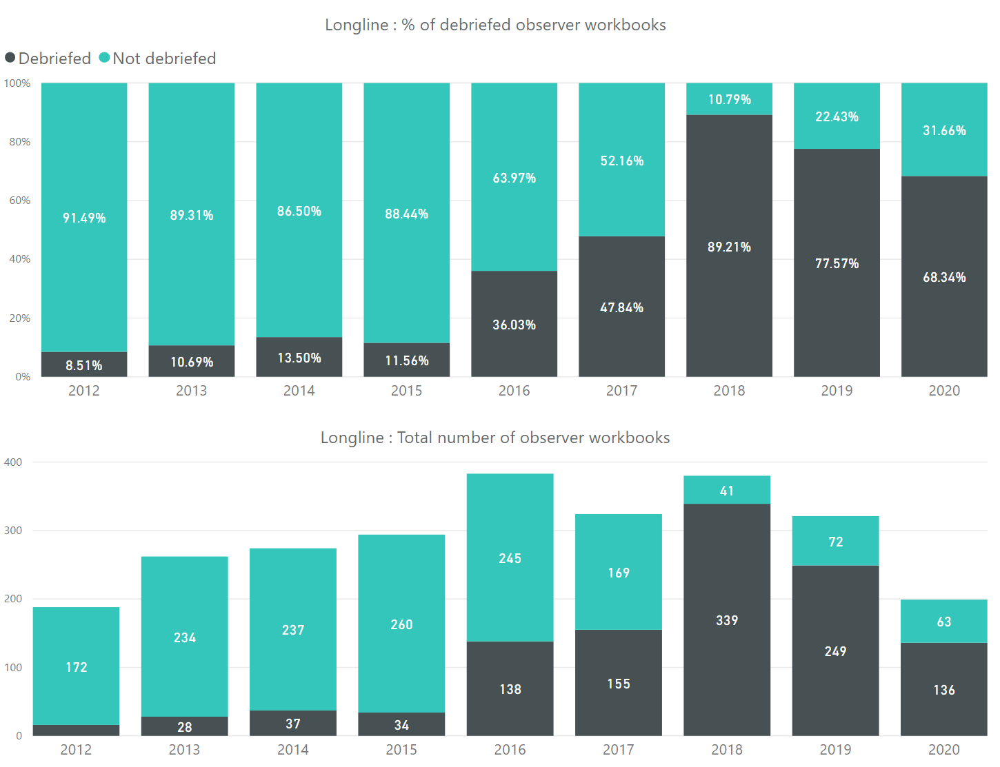 Longline : % of debriefed observer workbooks
Debriefed Not debriefed
100%
80%
60%
40%
20%
0%
91.49% 89.31% 86.50% 88.44% 63.97% 52.16% 10.79% 22.43% 31.66%
8.51% 10.69% 13.50% 11.56% 36.03% 47.84% 89.21% 77.57% 68.34%
2012 2013 2014 2015 2016 2017 2018 2019 2020
Longline : Total number of observer workbooks
400
300
200
100
0
172 234 237 260 245 169 41 72 63
28 37 34 138 155 339 249 136
2012 2013 2014 2015 2016 2017 2018 2019 2020